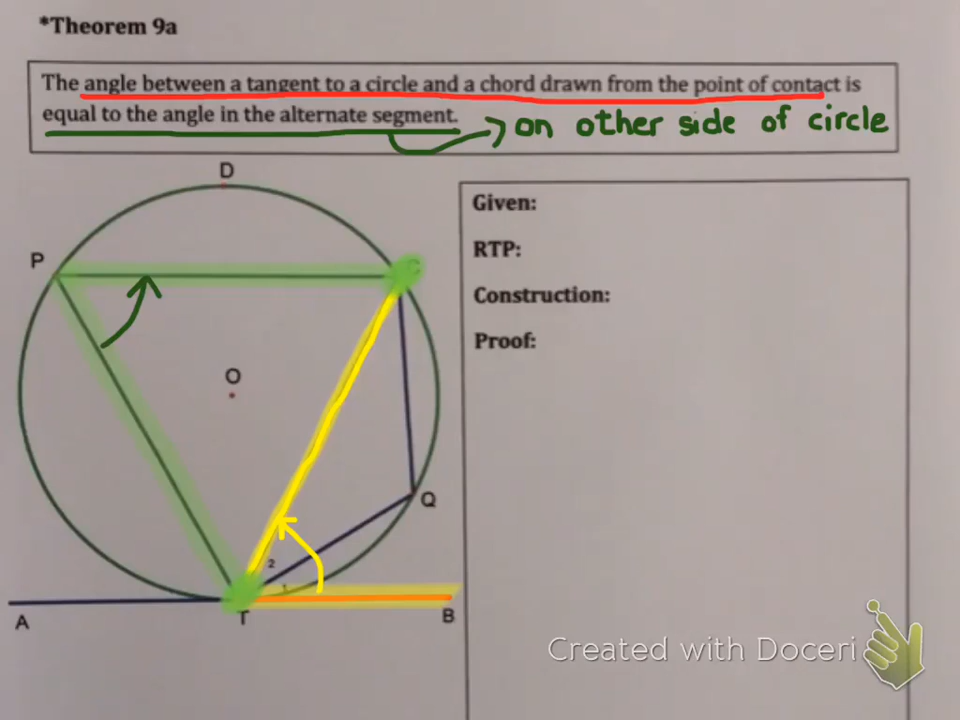 *Theorem 9a
The angle between a tangent to a circle and a chord drawn from the point of contact is
equal to the angle in the alternate segment. on other side of circle
D
Given:
P
RTP:
Construction:
Proof:
O
Q
2
1
A
T
B
Created with Doceri